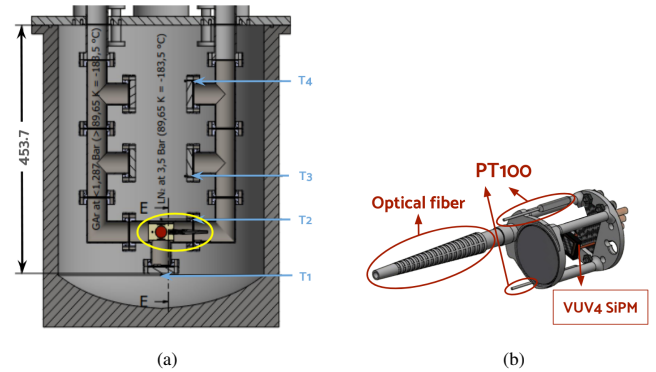 453.7
GAr at <1,287 Bar (> 89,65 K = -183,5 °C)
LN₂ at 3,5 Bar (89,65 K = -183,5 °C)
T4
T3
T2
T1
E
E
(a)
PT100
Optical fiber
VUV4 SiPM
(b)